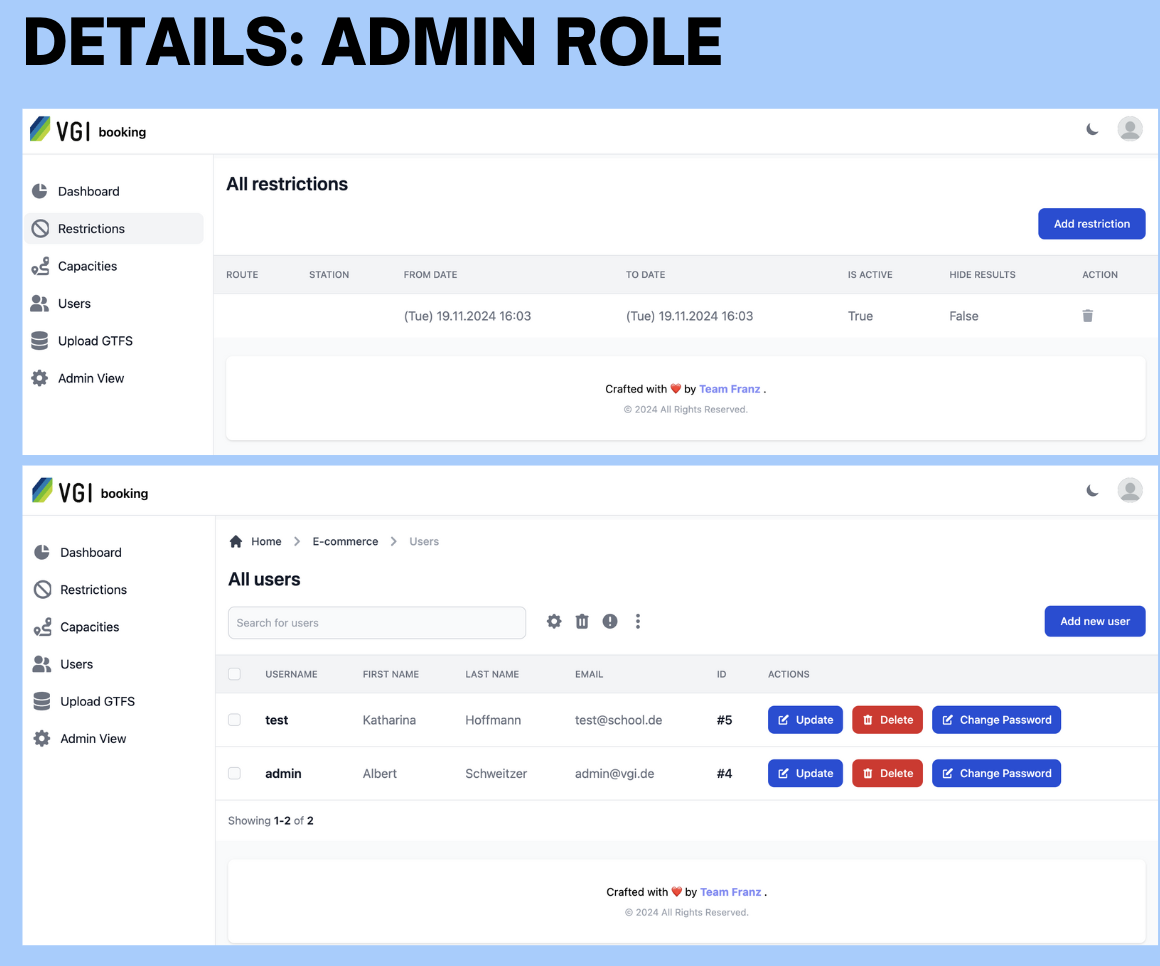 DETAILS: ADMIN ROLE
VGI booking
Dashboard
Restrictions
Capacities
Users
Upload GTFS
Admin View
All restrictions
Add restriction
ROUTE STATION FROM DATE TO DATE IS ACTIVE HIDE RESULTS ACTION
(Tue) 19.11.2024 16:03 (Tue) 19.11.2024 16:03 True False
Crafted with ❤️ by Team Franz .
© 2024 All Rights Reserved.
VGI booking
Dashboard
Restrictions
Capacities
Users
Upload GTFS
Admin View
Home > E-commerce > Users
All users
Search for users
Add new user
USERNAME FIRST NAME LAST NAME EMAIL ID ACTIONS
test Katharina Hoffmann test@school.de #5 Update Delete Change Password
admin Albert Schweitzer admin@vgi.de #4 Update Delete Change Password
Showing 1-2 of 2
Crafted with ❤️ by Team Franz .
© 2024 All Rights Reserved.